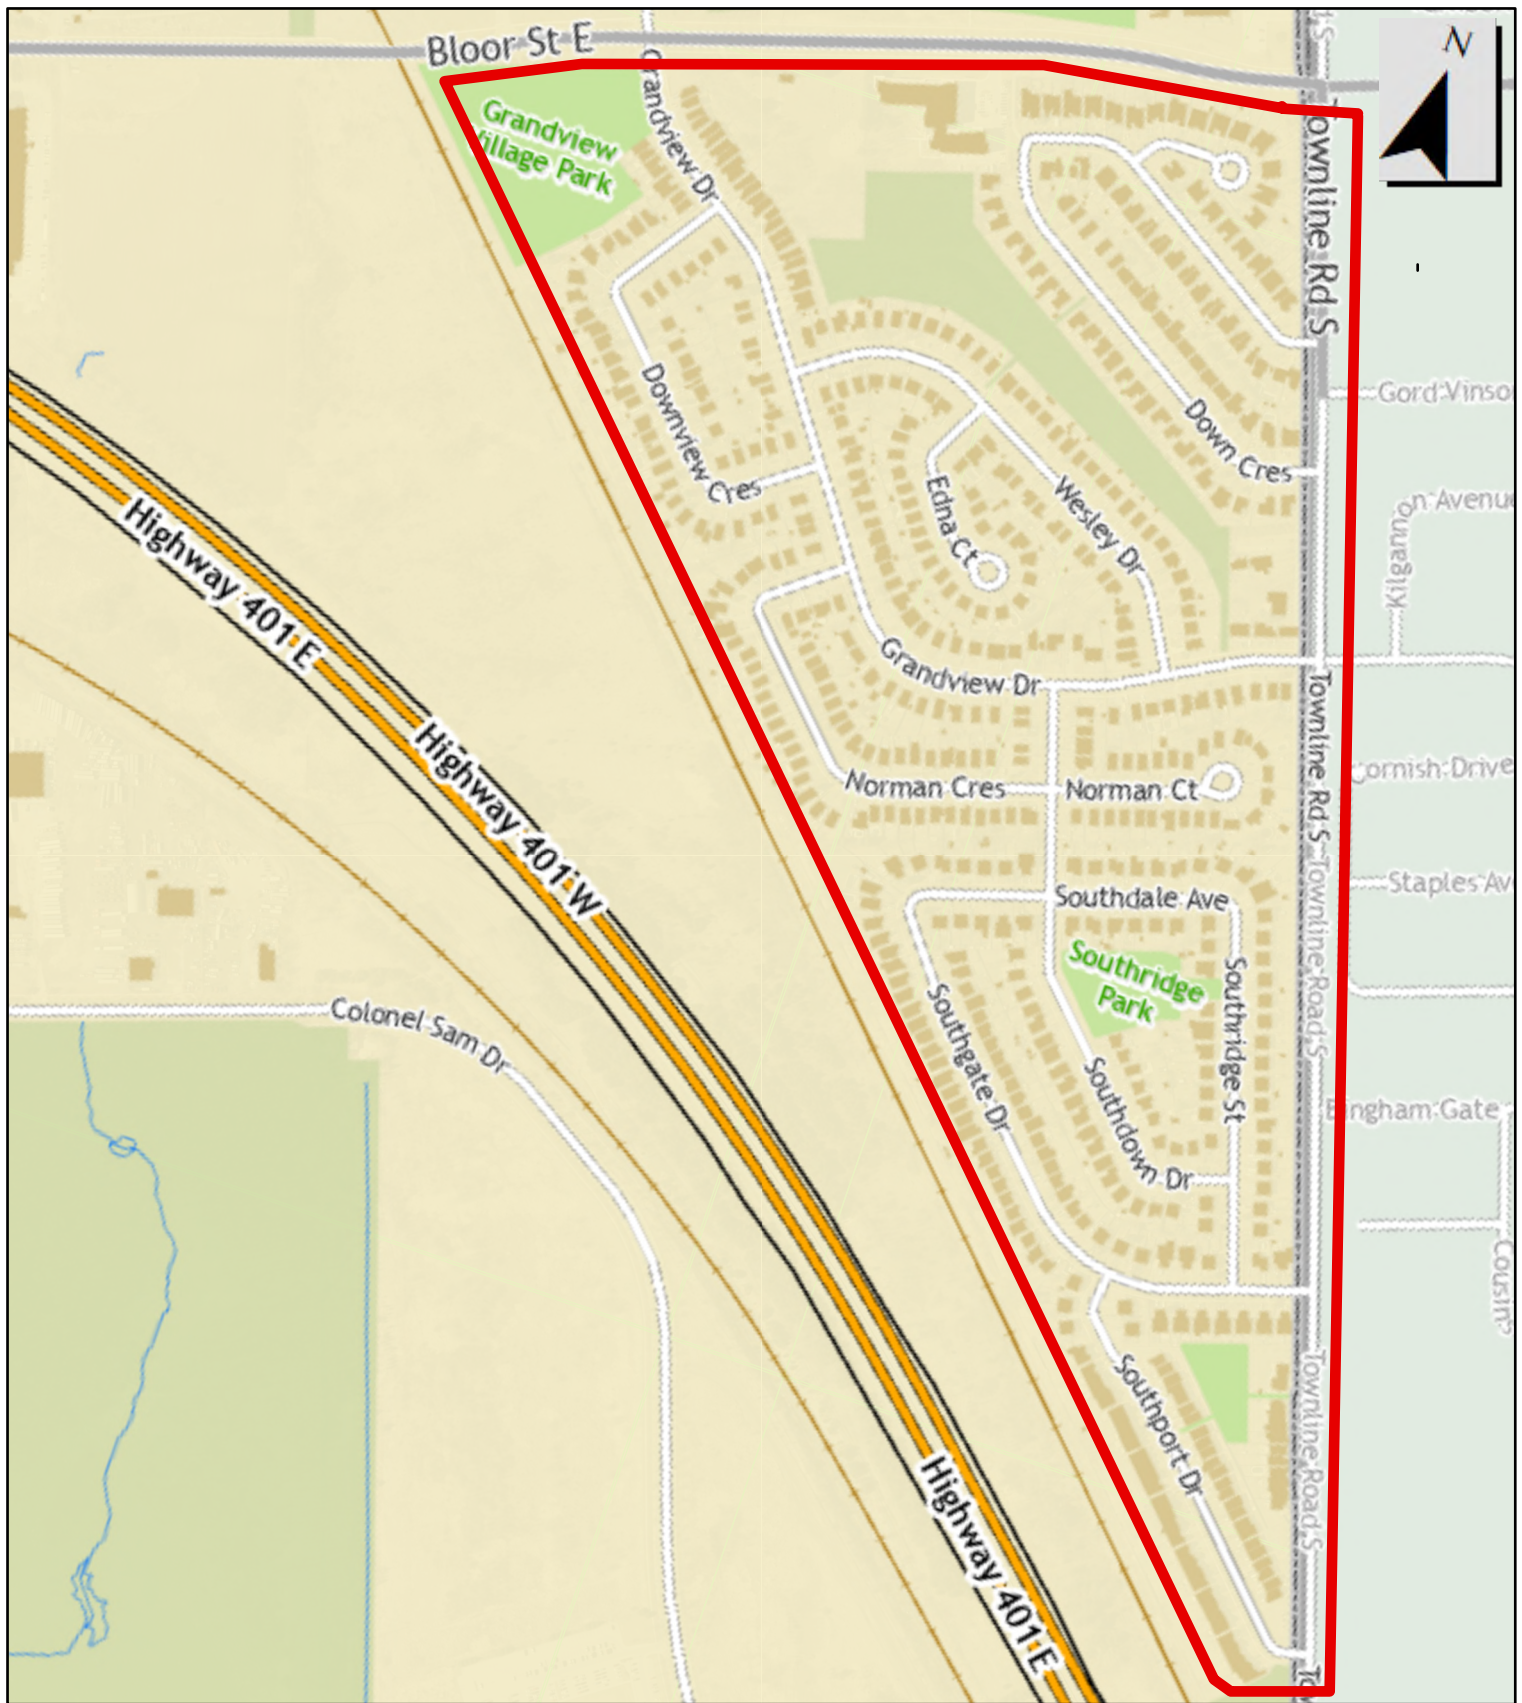 Bloor St E
N
Grandview
Village Park
Grandview Dr
Townline Rd S
Downview Cres
Down Cres
Gord Vinso
Edna Ct
Wesley Dr
n Avenue
Kilgannon
Highway 401 E
Grandview Dr
Townline Rd S
Highway 401 W
Norman Cres
Norman Ct
Cornish Drive
Southdale Ave
Staples Av
Southridge
Park
Southridge St
Townline Road S
Southgate Dr
Colonel Sam Dr
Southdown Dr
Bingham Gate
Cousins
Southport Dr
Townline Road S
Highway 401 E